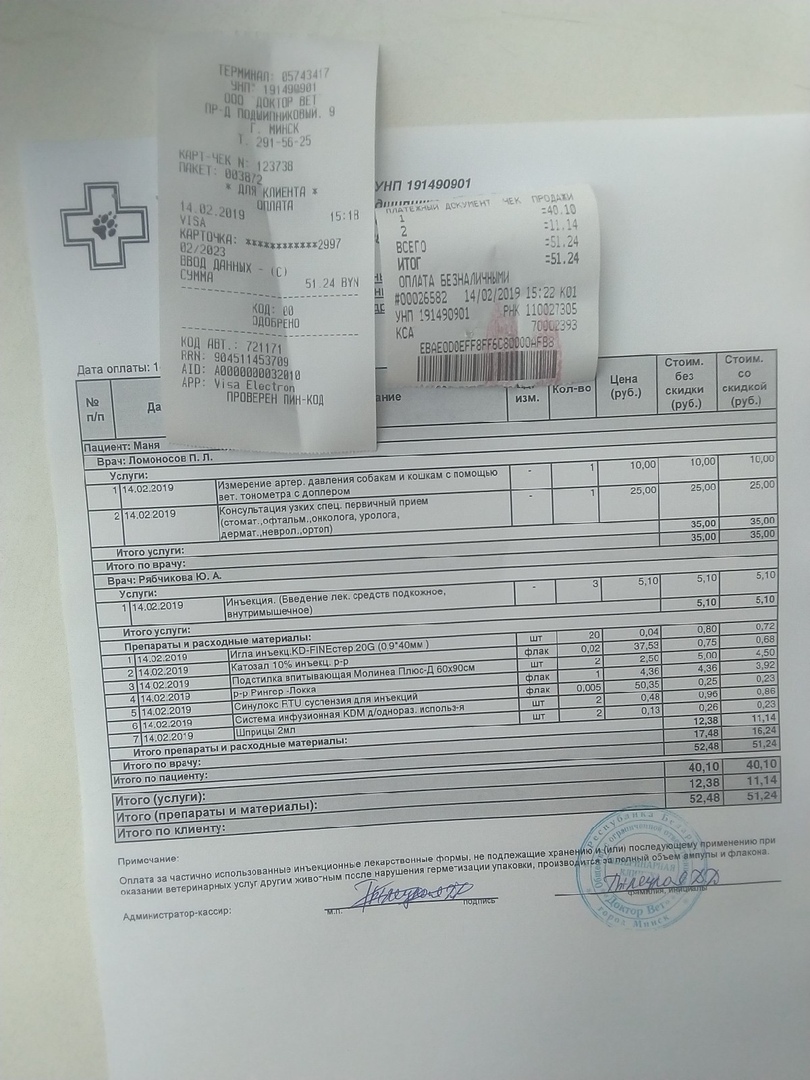 ТЕРМИНАЛ: 05743417
УНП: 191490901
ООО ДОКТОР ВЕТ
ПР-Д ПОДШИПНИКОВЫЙ, 9
Г. МИНСК
Т. 291-56-25
КАРТ-ЧЕК N: 123738
ПАКЕТ: 003872
* ДЛЯ КЛИЕНТА *
ОПЛАТА
14.02.2019 15:18
VISA
КАРТОЧКА: ************2997
02/2023
ВВОД ДАННЫХ - (C)
СУММА 51.24 BYN
КОД: 00
ОДОБРЕНО
КОД АВТ.: 721171
RRN: 904511453709
AID: A0000000032010
APP: Visa Electron
ПРОВЕРЕН ПИН-КОД
УНП 191490901
ПЛАТЕЖНЫЙ ДОКУМЕНТ ЧЕК ПРОДАЖИ
1 =40.10
2 =11.14
ВСЕГО =51.24
ИТОГ =51.24
ОПЛАТА БЕЗНАЛИЧНЫМИ
#00026582 14/02/2019 15:22 К01
УНП 191490901 РНК 110027305
КСА 70002393
EBAE0D0EFF8FF6C80000AFB8
Дата оплаты: 1
№ п/п Да ание изм. Кол-во Цена (руб.) Стоим. без скидки (руб.) Стоим. со скидкой (руб.)
Пациент: Маня
Врач: Ломоносов П. Л.
Услуги:
1 14.02.2019 Измерение артер. давления собакам и кошкам с помощью вет. тонометра с доппером - 1 10,00 10,00 10,00
2 14.02.2019 Консультация узких спец. первичный прием (стомат.,офтальм.,онколога, уролога, дермат.,неврол.,ортоп) - 1 25,00 25,00 25,00
Итого услуги: 35,00 35,00
Итого по врачу: 35,00 35,00
Врач: Рябчикова Ю. А.
Услуги:
1 14.02.2019 Инъекция. (Введение лек. средств подкожное, внутримышечное) - 3 5,10 5,10 5,10
Итого услуги: 5,10 5,10
Препараты и расходные материалы:
1 14.02.2019 Игла инъекц.KD-FINEстер.20G (0.9*40мм ) шт 20 0,04 0,80 0,72
2 14.02.2019 Катозал 10% инъекц. р-р флак 0,02 37,53 0,75 0,68
3 14.02.2019 Подстилка впитывающая Молинеа Плюс-Д 60х90см шт 2 2,50 5,00 4,50
4 14.02.2019 р-р Рингер -Локка флак 1 4,36 4,36 3,92
5 14.02.2019 Синулокс RTU суспензия для инъекций флак 0,005 50,35 0,25 0,23
6 14.02.2019 Система инфузионная KDM д/однораз. использ-я шт 2 0,48 0,96 0,86
7 14.02.2019 Шприцы 2мл шт 2 0,13 0,26 0,23
Итого препараты и расходные материалы: 12,38 11,14
Итого по врачу: 17,48 16,24
Итого по пациенту: 52,48 51,24
Итого (услуги): 40,10 40,10
Итого (препараты и материалы): 12,38 11,14
Итого по клиенту: 52,48 51,24
Примечание:
Оплата за частично использованные инъекционные лекарственные формы, не подлежащие хранению и (или) последующему применению при
оказании ветеринарных услуг другим животным после нарушения герметизации упаковки, производится за полный объем ампулы и флакона.
Администратор-кассир:
м.п. подпись фамилия, инициалы
Республика Беларусь
Доктор Вет
город Минск